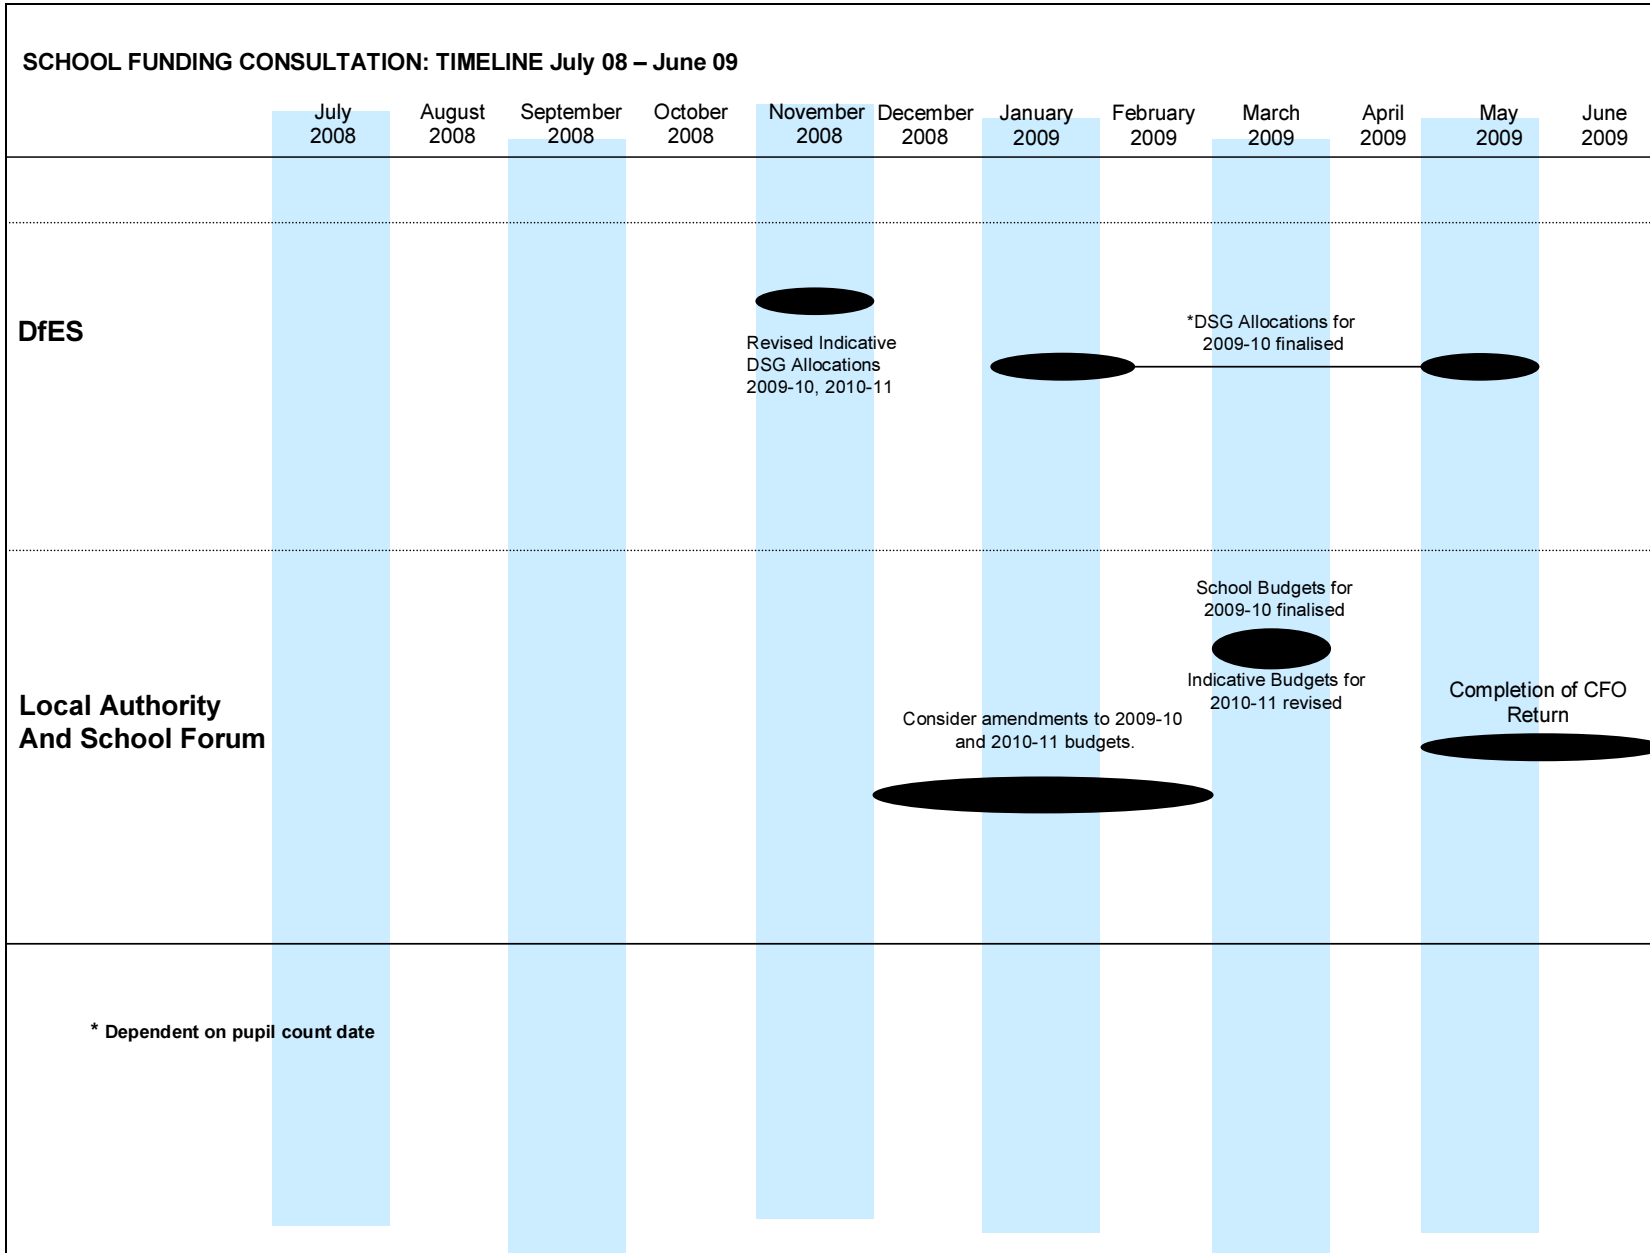 SCHOOL FUNDING CONSULTATION: TIMELINE July 08 – June 09
July
2008
August
2008
September
2008
October
2008
November
2008
December
2008
January
2009
February
2009
March
2009
April
2009
May
2009
June
2009
DfES
Revised Indicative
DSG Allocations
2009-10, 2010-11
*DSG Allocations for
2009-10 finalised
Local Authority
And School Forum
School Budgets for
2009-10 finalised
Indicative Budgets for
2010-11 revised
Consider amendments to 2009-10
and 2010-11 budgets.
Completion of CFO
Return
* Dependent on pupil count date